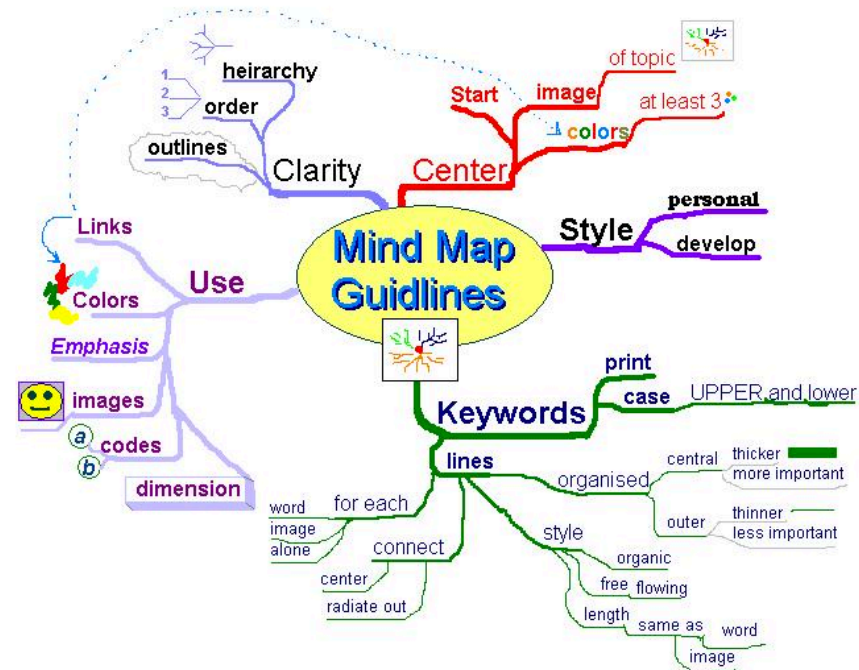 Mind Map
Guidlines
Center
Start
image
of topic
colors
at least 3
Style
personal
develop
Keywords
print
case
UPPER and lower
lines
organised
central
thicker
more important
outer
thinner
less important
style
organic
free flowing
length
same as
word
image
connect
center
radiate out
for each
word
image
alone
Use
Links
Colors
Emphasis
images
codes
a
b
dimension
Clarity
heirarchy
order
1
2
3
outlines